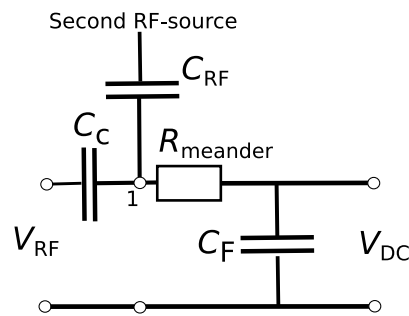 Second RF-source
C_RF
C_c
R_meander
1
V_RF
C_F
V_DC